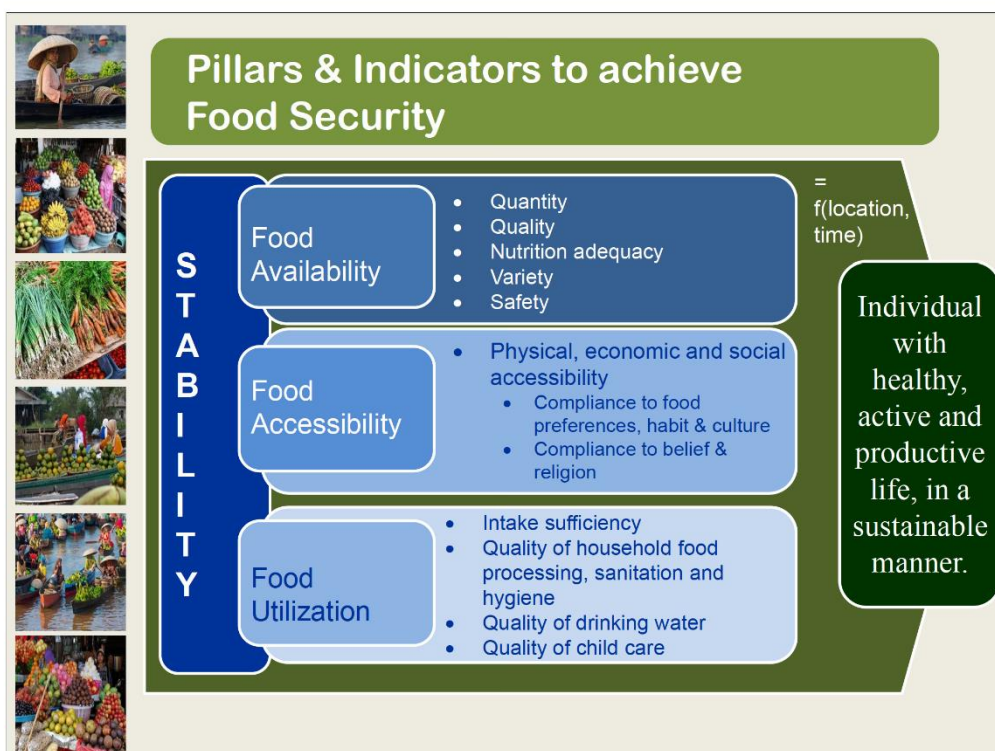 Pillars & Indicators to achieve
Food Security
S
T
A
B
I
L
I
T
Y
Food
Availability
• Quantity
• Quality
• Nutrition adequacy
• Variety
• Safety
Food
Accessibility
• Physical, economic and social
accessibility
• Compliance to food
preferences, habit & culture
• Compliance to belief &
religion
Food
Utilization
• Intake sufficiency
• Quality of household food
processing, sanitation and
hygiene
• Quality of drinking water
• Quality of child care
=
f(location,
time)
Individual
with
healthy,
active and
productive
life, in a
sustainable
manner.